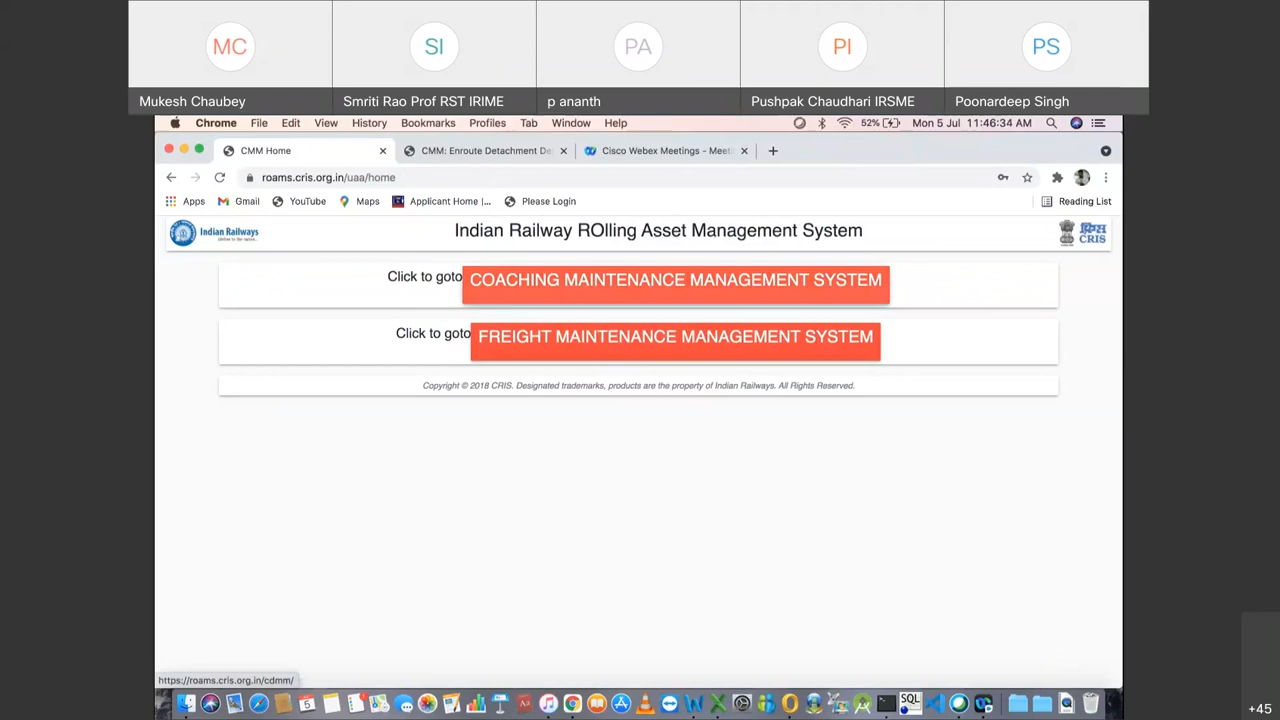 MC
SI
PA
PI
PS
Mukesh Chaubey
Smriti Rao Prof RST IRIME
p ananth
Pushpak Chaudhari IRSME
Poonardeep Singh
Chrome File Edit View History Bookmarks Profiles Tab Window Help
52%
Mon 5 Jul 11:46:34 AM
CMM Home
CMM: Enroute Detachment De
Cisco Webex Meetings - Meeti
roams.cris.org.in/uaa/home
Apps
Gmail
YouTube
Maps
Applicant Home |...
Please Login
Reading List
Indian Railways
Indian Railway ROlling Asset Management System
CRIS
Click to goto COACHING MAINTENANCE MANAGEMENT SYSTEM
Click to goto FREIGHT MAINTENANCE MANAGEMENT SYSTEM
Copyright © 2018 CRIS. Designated trademarks, products are the property of Indian Railways. All Rights Reserved.
https://roams.cris.org.in/cdmm/
SQL
+45